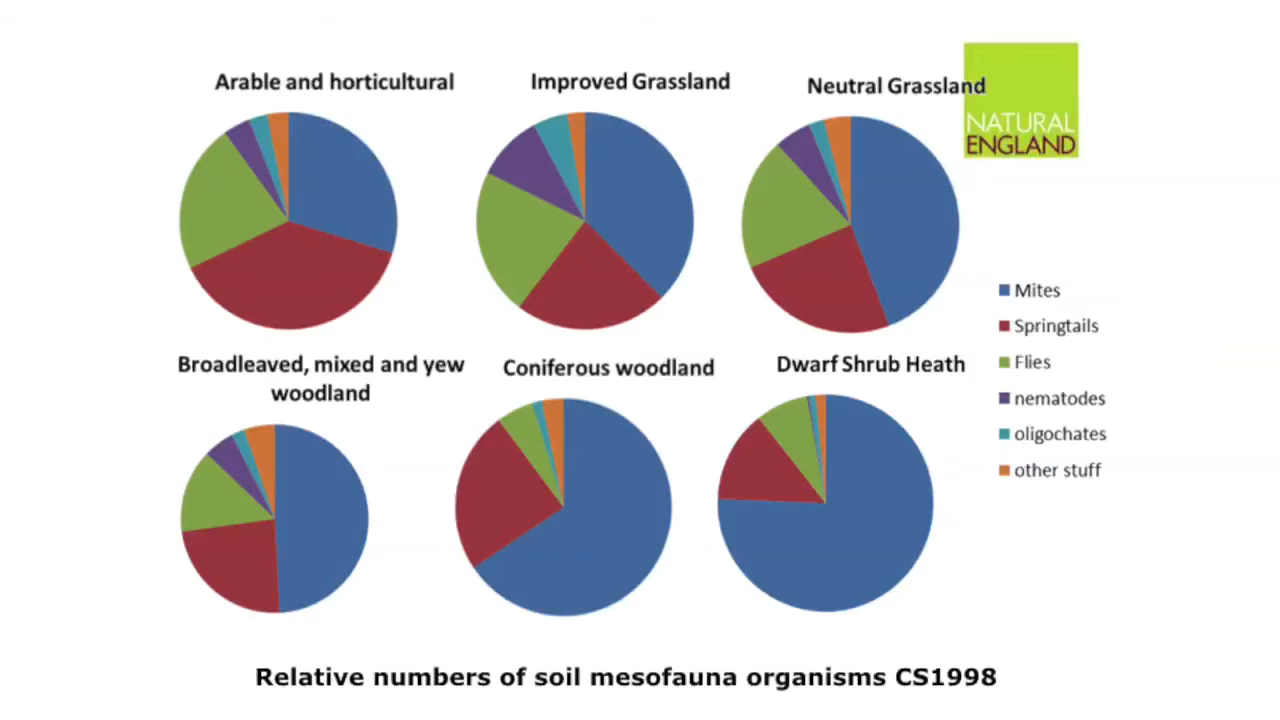 Arable and horticultural
Improved Grassland
Neutral Grassland
NATURAL
ENGLAND
Mites
Springtails
Flies
nematodes
oligochates
other stuff
Broadleaved, mixed and yew
woodland
Coniferous woodland
Dwarf Shrub Heath
Relative numbers of soil mesofauna organisms CS1998